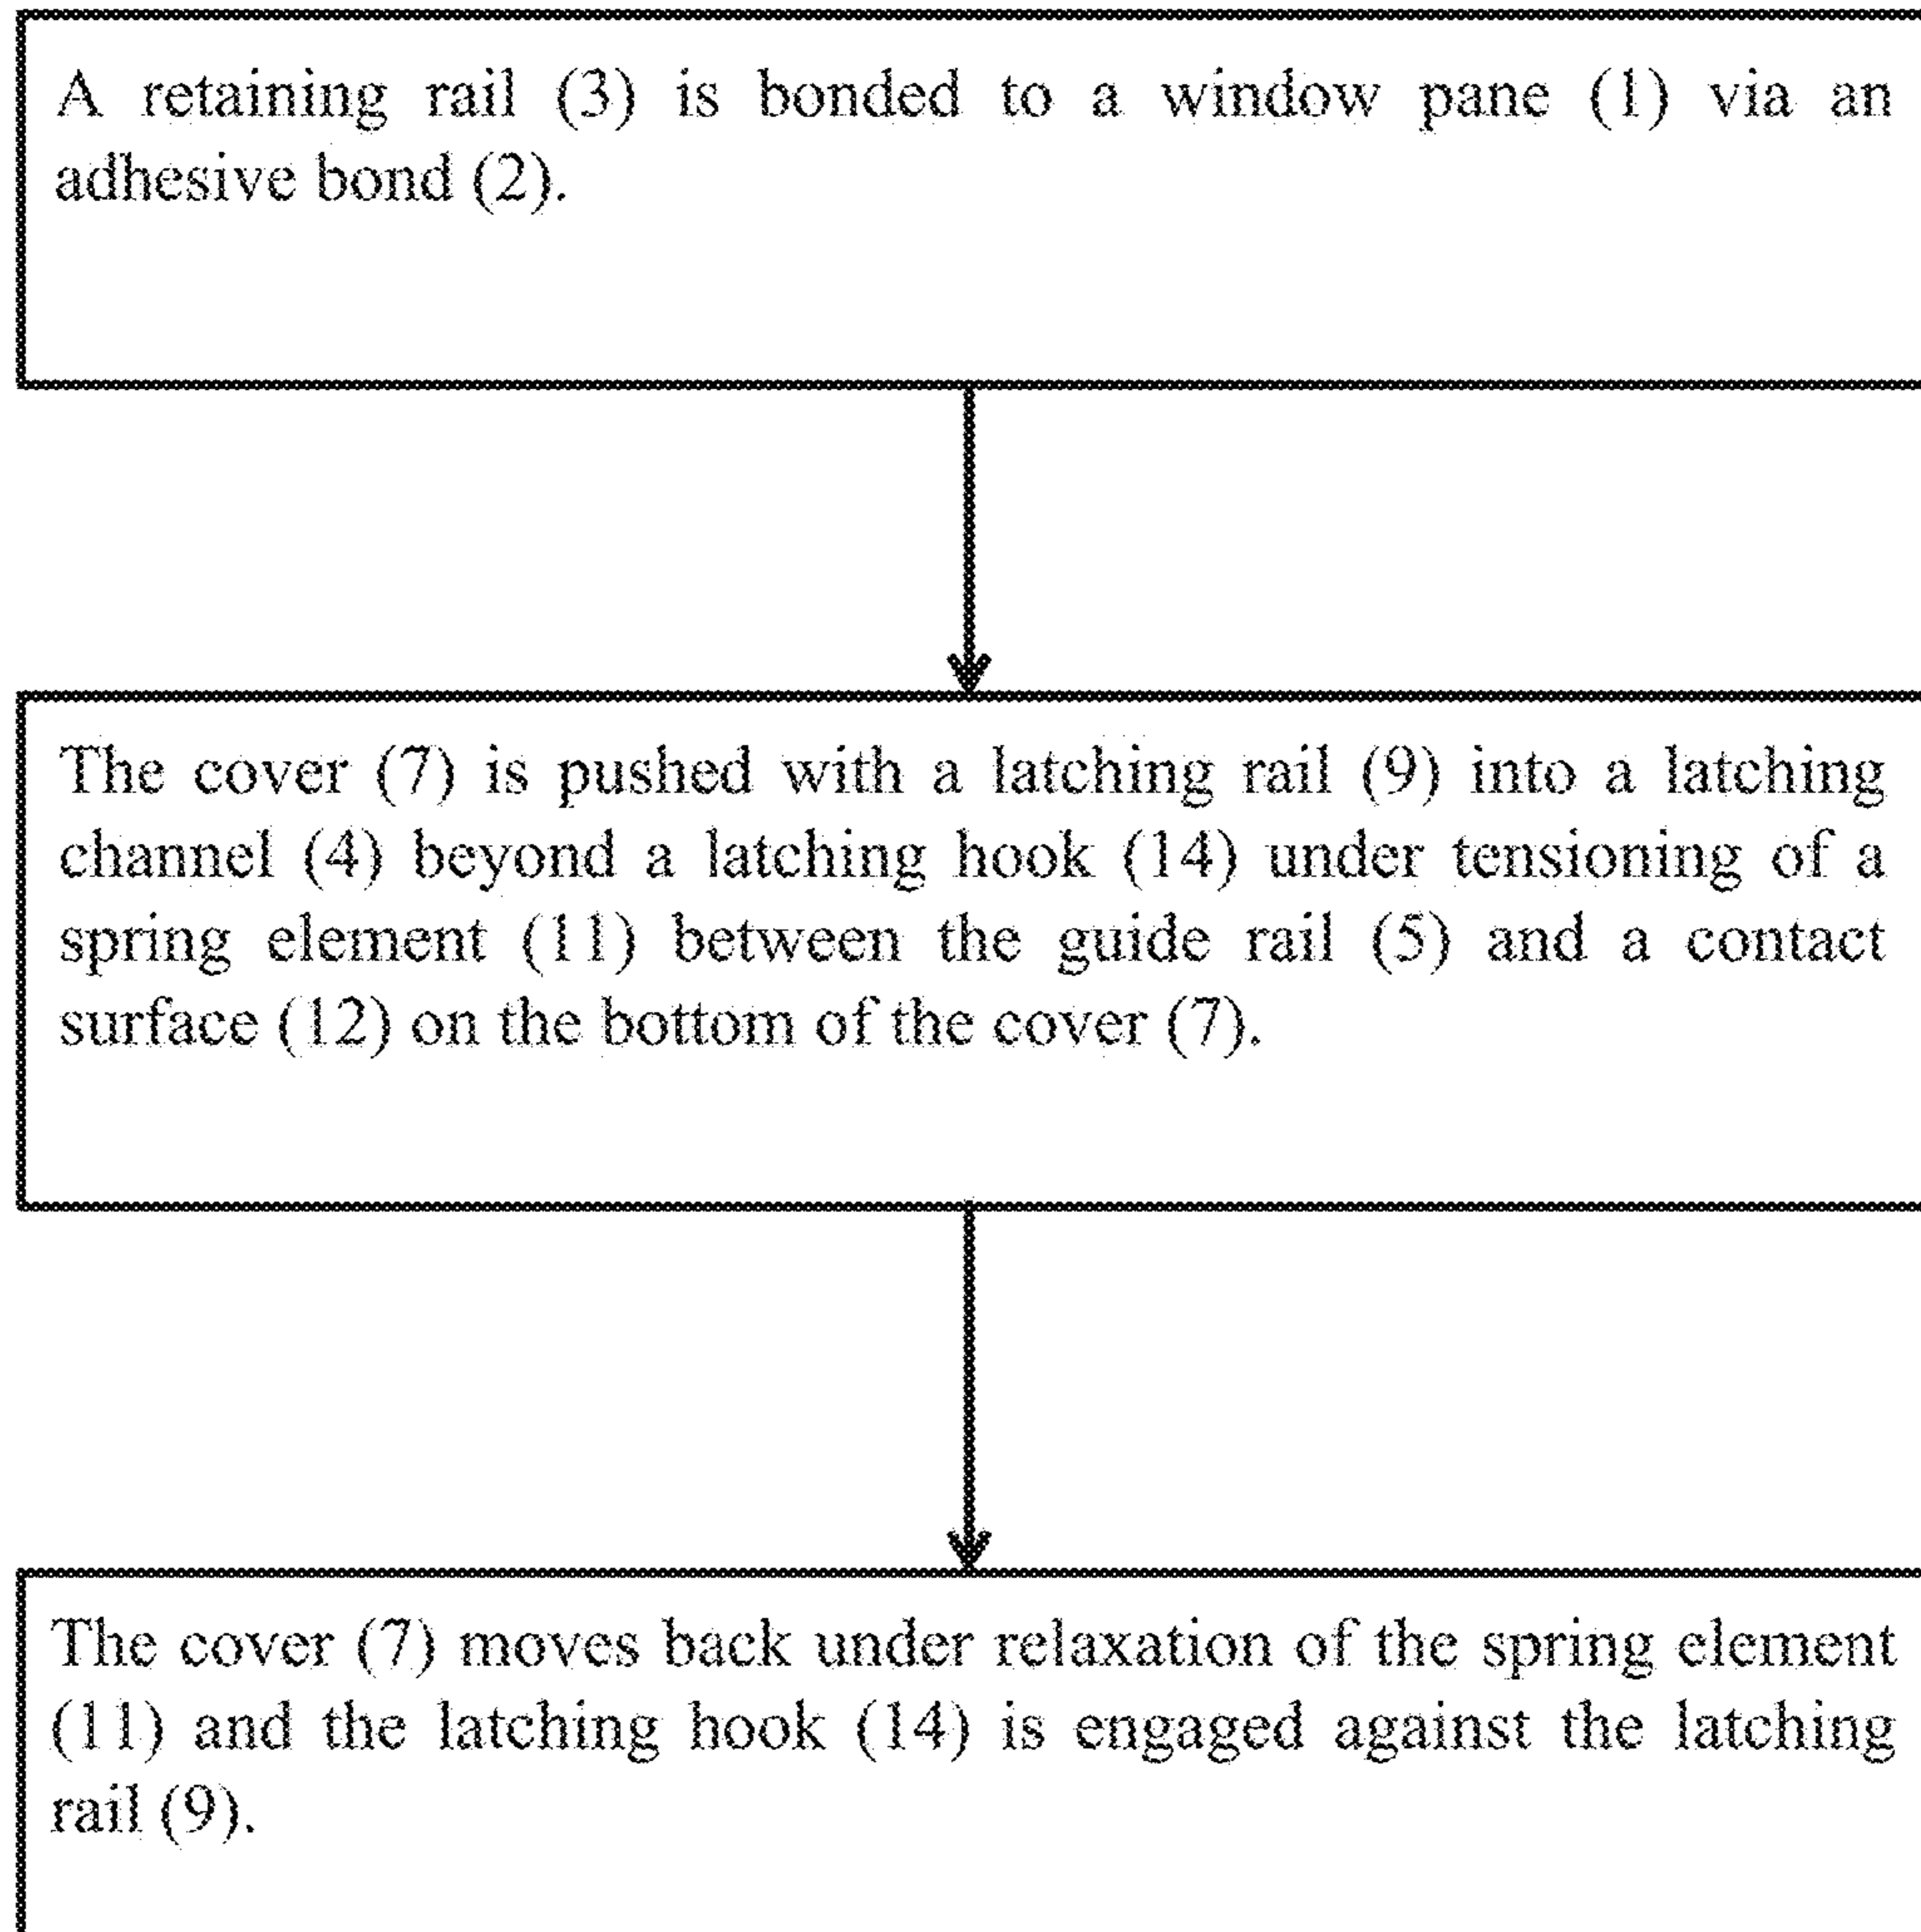 A retaining rail (3) is bonded to a window pane (1) via an
adhesive bond (2).
The cover (7) is pushed with a latching rail (9) into a latching
channel (4) beyond a latching hook (14) under tensioning of a
spring element (11) between the guide rail (5) and a contact
surface (12) on the bottom of the cover (7).
The cover (7) moves back under relaxation of the spring element
(11) and the latching hook (14) is engaged against the latching
rail (9).